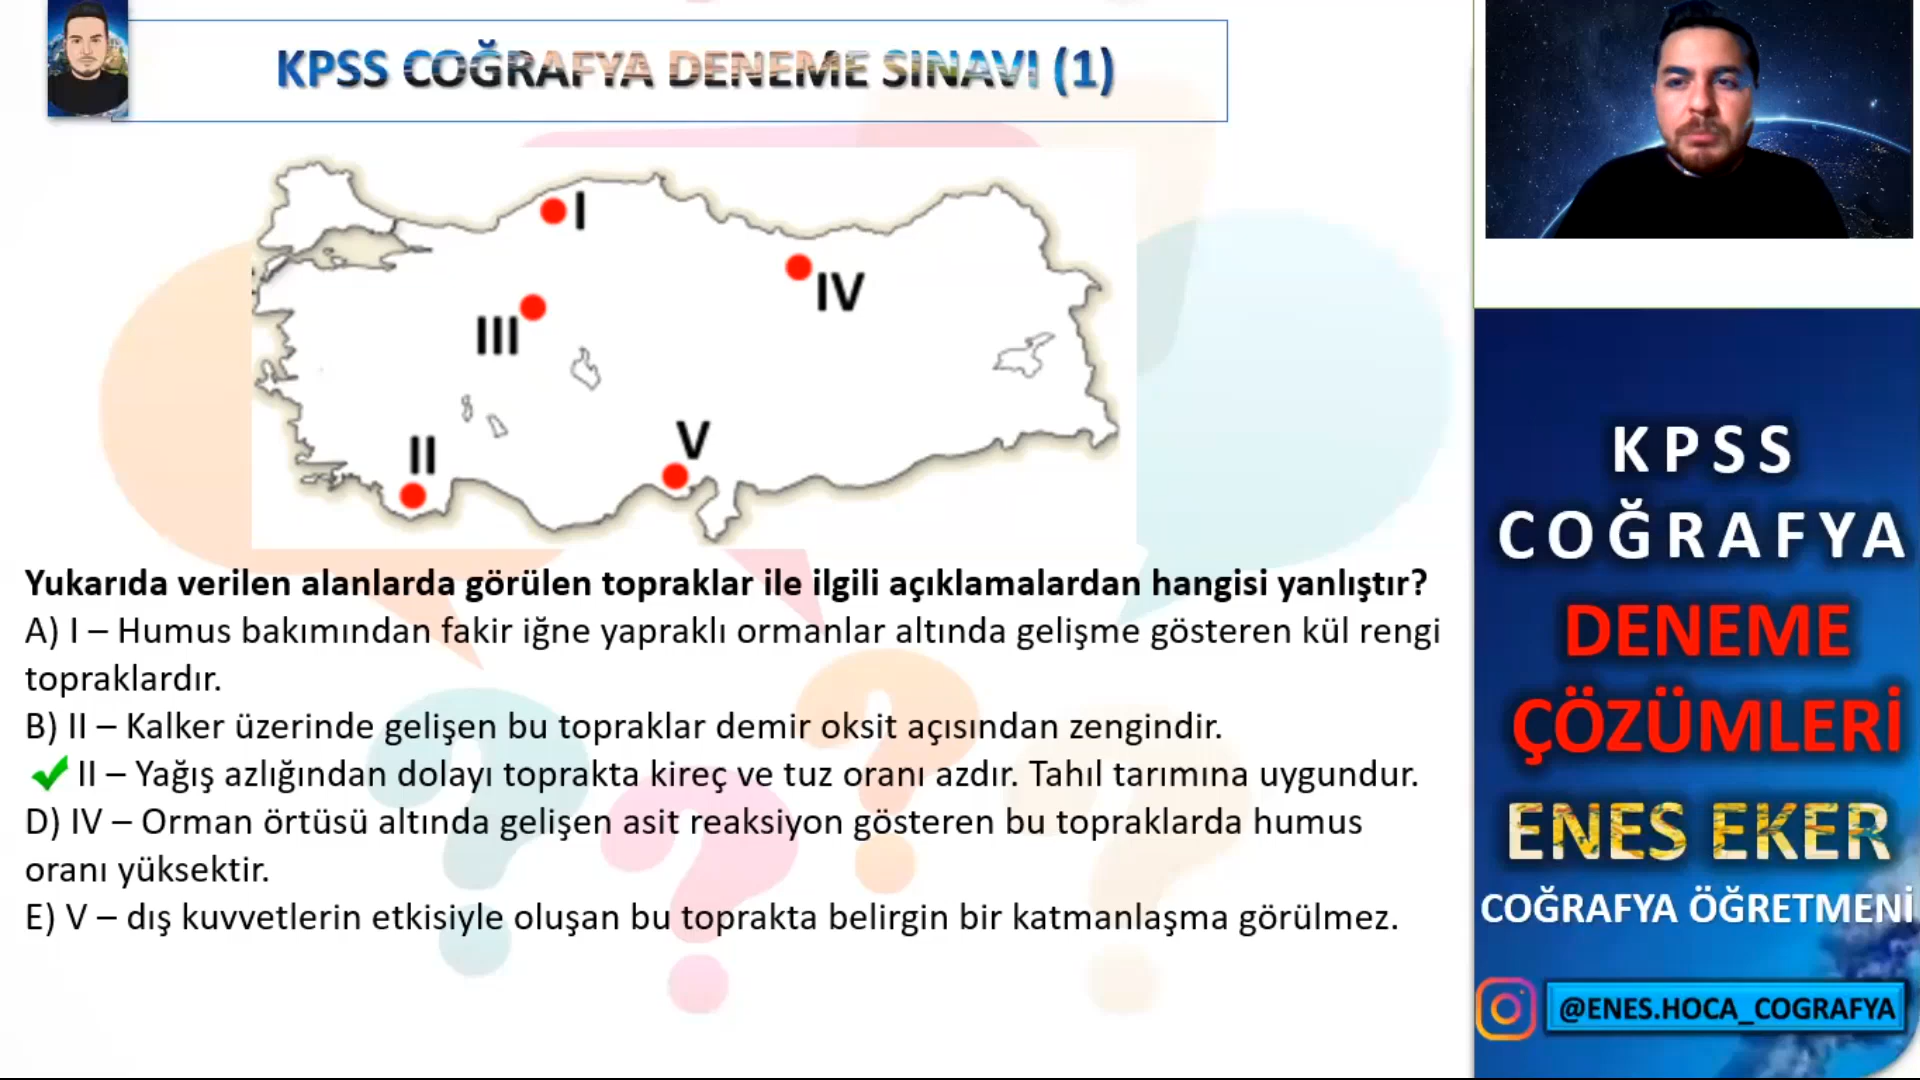 KPSS COĞRAFYA DENEME SINAVI (1)
I
IV
III
V
II
Yukarıda verilen alanlarda görülen topraklar ile ilgili açıklamalardan hangisi yanlıştır?
A) I – Humus bakımından fakir iğne yapraklı ormanlar altında gelişme gösteren kül rengi
topraklardır.
B) II – Kalker üzerinde gelişen bu topraklar demir oksit açısından zengindir.
II – Yağış azlığından dolayı toprakta kireç ve tuz oranı azdır. Tahıl tarımına uygundur.
D) IV – Orman örtüsü altında gelişen asit reaksiyon gösteren bu topraklarda humus
oranı yüksektir.
E) V – dış kuvvetlerin etkisiyle oluşan bu toprakta belirgin bir katmanlaşma görülmez.
KPSS
COĞRAFYA
DENEME
ÇÖZÜMLERİ
ENES EKER
COĞRAFYA ÖĞRETMENİ
@ENES.HOCA_COGRAFYA